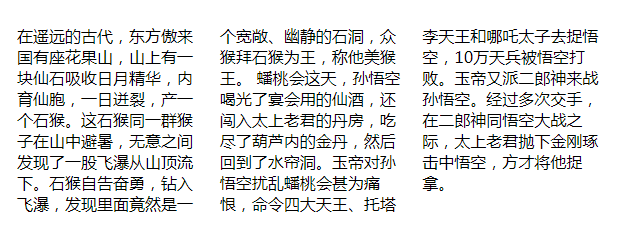 在遥远的古代，东方傲来
国有座花果山，山上有一
块仙石吸收日月精华，内
育仙胞，一日迸裂，产一
个石猴。这石猴同一群猴
子在山中避暑，无意之间
发现了一股飞瀑从山顶流
下。石猴自告奋勇，钻入
飞瀑，发现里面竟然是一
个宽敞、幽静的石洞，众
猴拜石猴为王，称他美猴
王。 蟠桃会这天，孙悟空
喝光了宴会用的仙酒，还
闯入太上老君的丹房，吃
尽了葫芦内的金丹，然后
回到了水帘洞。玉帝对孙
悟空扰乱蟠桃会甚为痛
恨，命令四大天王、托塔
李天王和哪吒太子去捉悟
空，10万天兵被悟空打
败。玉帝又派二郎神来战
孙悟空。经过多次交手，
在二郎神同悟空大战之
际，太上老君抛下金刚琢
击中悟空，方才将他捉
拿。